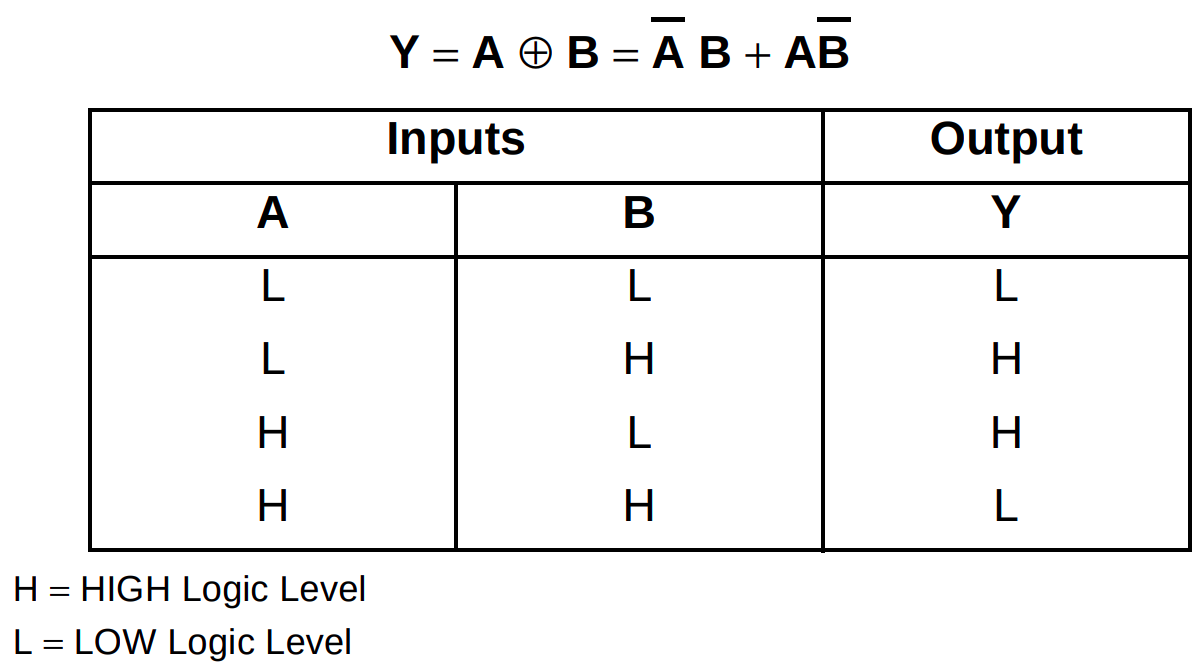 Y = A ⊕ B = A̅ B + AB̅
Inputs Output
A B Y
L L L
L H H
H L H
H H L
H = HIGH Logic Level
L = LOW Logic Level